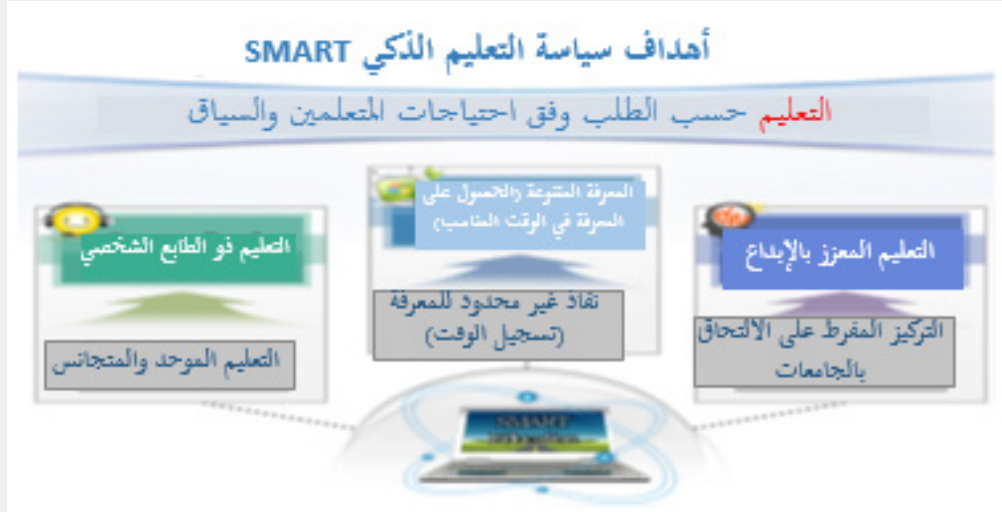 أهداف سياسة التعليم الذكي SMART
التعليم حسب الطلب وفق احتياجات المتعلمين والسياق
التعليم المعزز بالإبداع
التركيز المفرط على الالتحاق
بالجامعات
المعرفة المتنوعة (الحصول على
المعرفة في الوقت المناسب)
نفاذ غير محدود للمعرفة
(تسجيل الوقت)
التعليم ذو الطابع الشخصي
التعليم الموحد والمتجانس
SMART